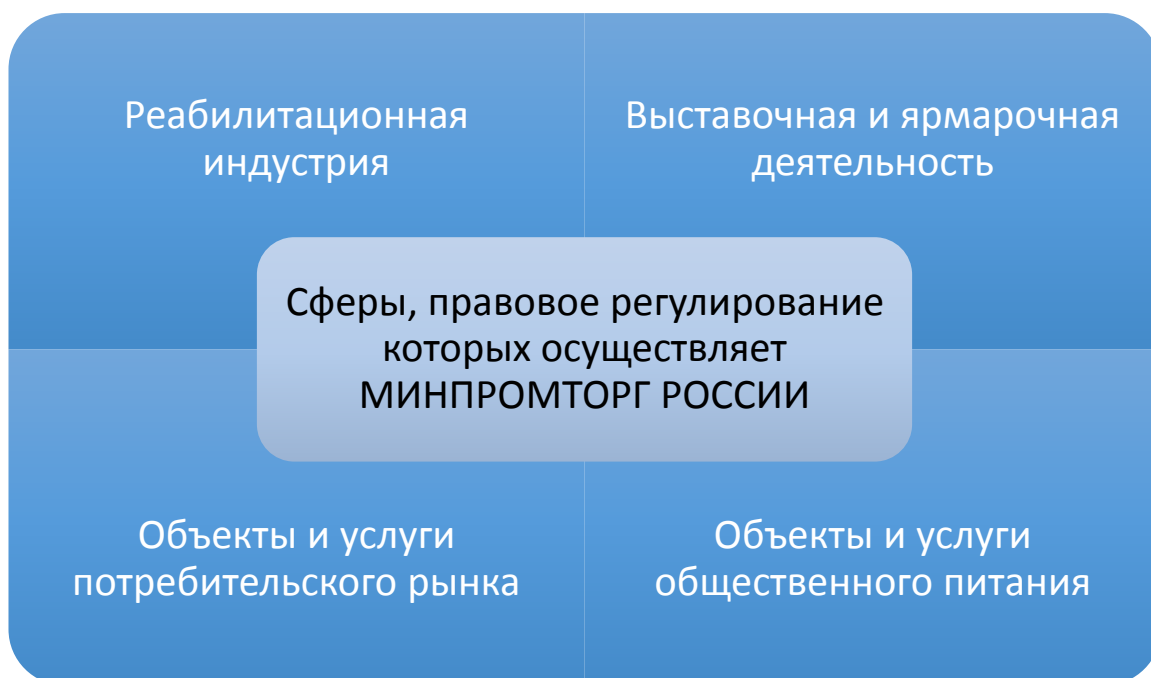 Реабилитационная
индустрия
Выставочная и ярмарочная
деятельность
Сферы, правовое регулирование
которых осуществляет
МИНПРОМТОРГ РОССИИ
Объекты и услуги
потребительского рынка
Объекты и услуги
общественного питания